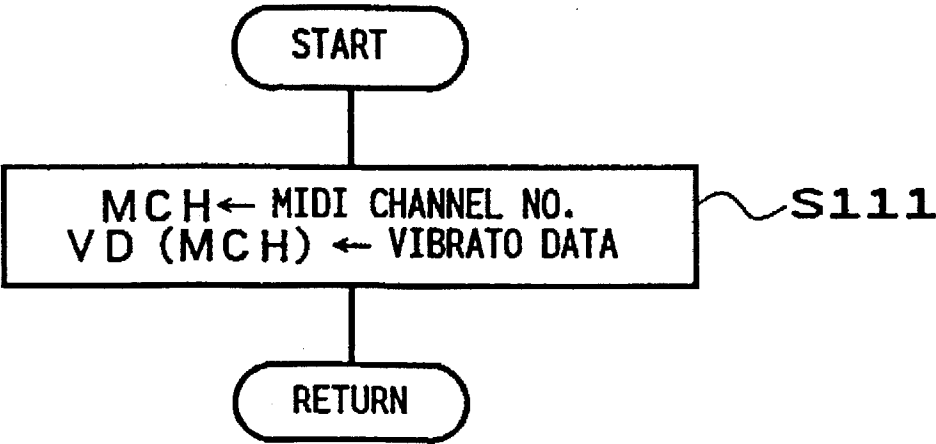 START
MCH← MIDI CHANNEL NO.
VD (MCH) ← VIBRATO DATA
S111
RETURN